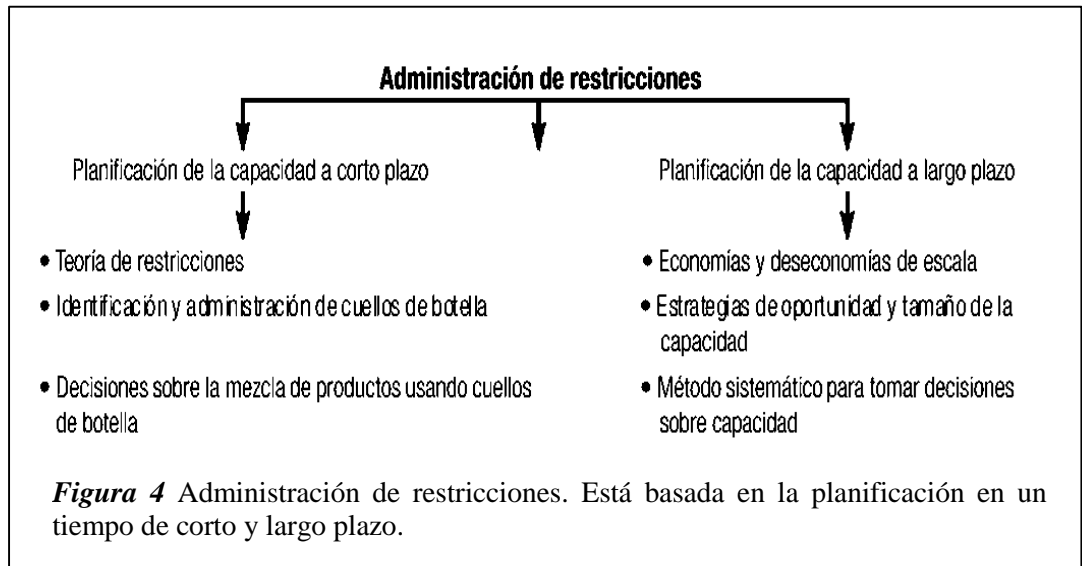 Administración de restricciones
Planificación de la capacidad a corto plazo
Planificación de la capacidad a largo plazo
• Teoría de restricciones
• Identificación y administración de cuellos de botella
• Decisiones sobre la mezcla de productos usando cuellos
de botella
• Economías y deseconomías de escala
• Estrategias de oportunidad y tamaño de la
capacidad
• Método sistemático para tomar decisiones
sobre capacidad
Figura 4 Administración de restricciones. Está basada en la planificación en un
tiempo de corto y largo plazo.